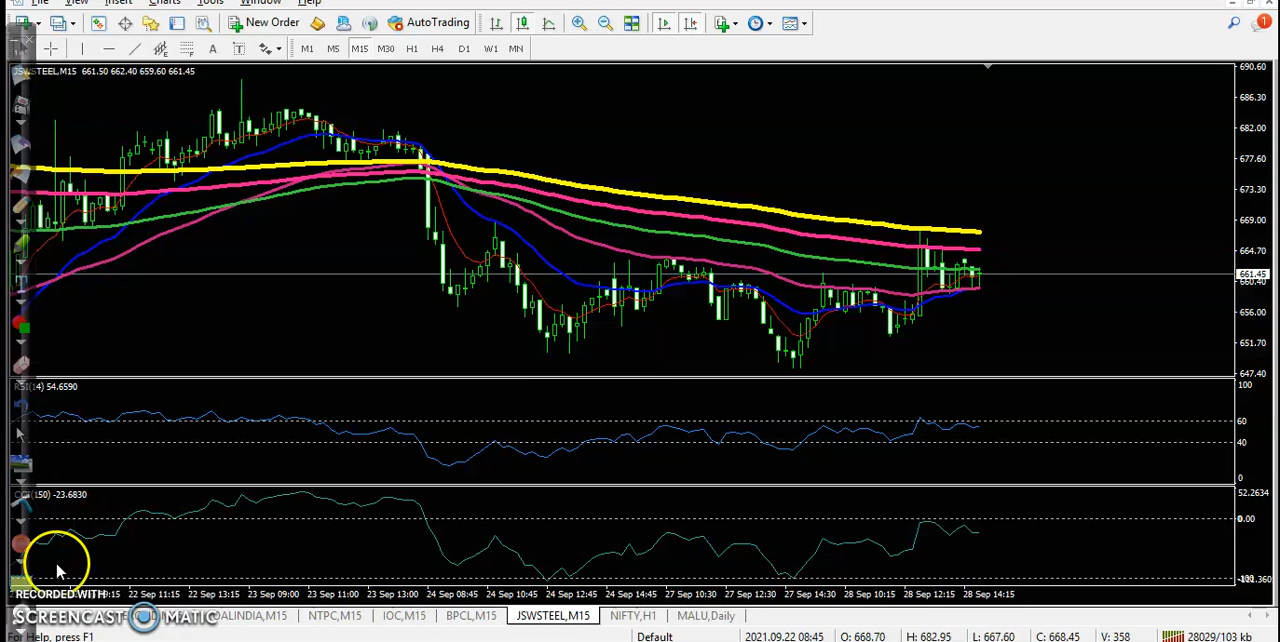 File View Insert Charts Tools Window Help
New Order AutoTrading 1
A T M1 M5 M15 M30 H1 H4 D1 W1 MN
JSWSTEEL,M15 661.50 662.40 659.60 661.45
690.60
686.30
682.00
677.60
673.30
669.00
664.70
661.45
660.40
656.00
651.70
647.40
RSI(14) 54.6590
100
60
40
0
CCI(150) -23.6830
52.2634
0.00
22 Sep 11:15 22 Sep 13:15 23 Sep 09:00 23 Sep 11:00 23 Sep 13:00 24 Sep 08:45 24 Sep 10:45 24 Sep 12:45 24 Sep 14:45 27 Sep 10:30 27 Sep 12:30 27 Sep 14:30 28 Sep 10:15 28 Sep 12:15 28 Sep 14:15
RECORDED WITH
SCREENCAST MATIC
NTPC,M15 IOC,M15 BPCL,M15 JSWSTEEL,M15 NIFTY,H1 MALU,Daily
For Help, press F1 Default 2021.09.22 08:45 O: 668.70 H: 682.95 L: 667.60 C: 668.45 V: 358 28029/103 kb